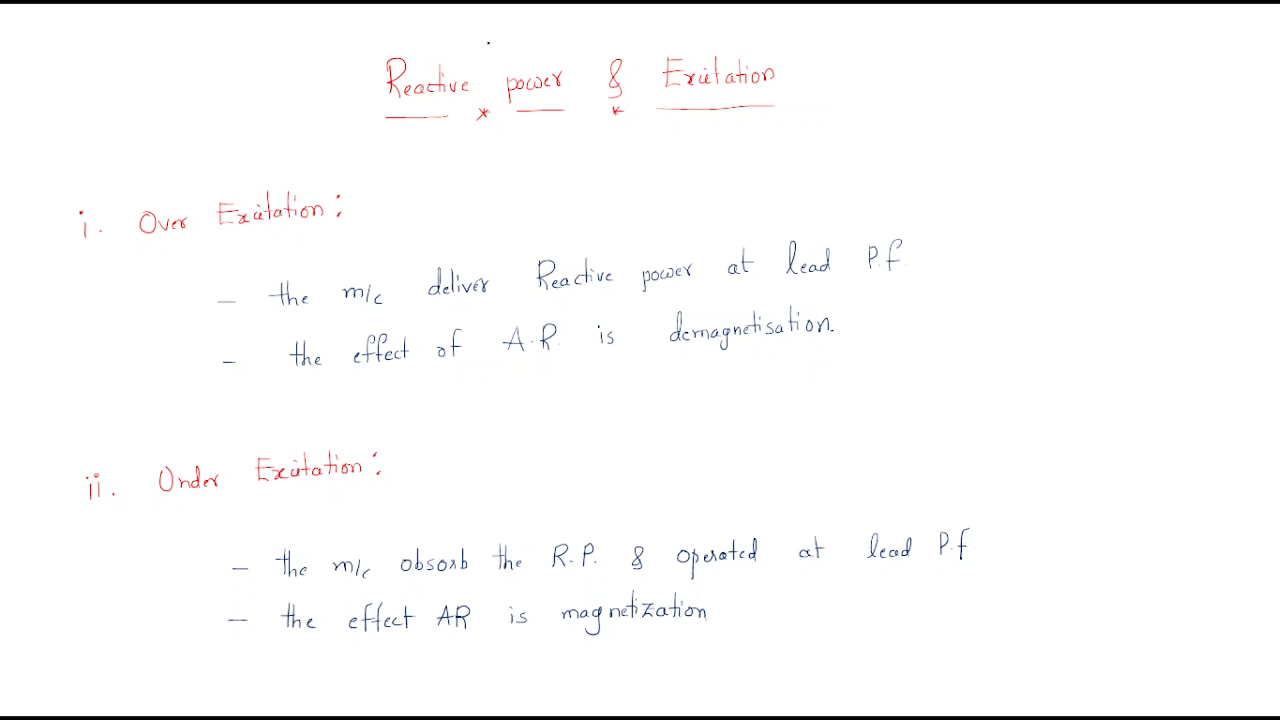 Reactive power & Excitation
i. Over Excitation:
- the m/c deliver Reactive power at lead P.f.
- the effect of A.R. is demagnetisation.
ii. Under Excitation:
- the m/c obsorb the R.P. & operated at lead P.f
- the effect AR is magnetization